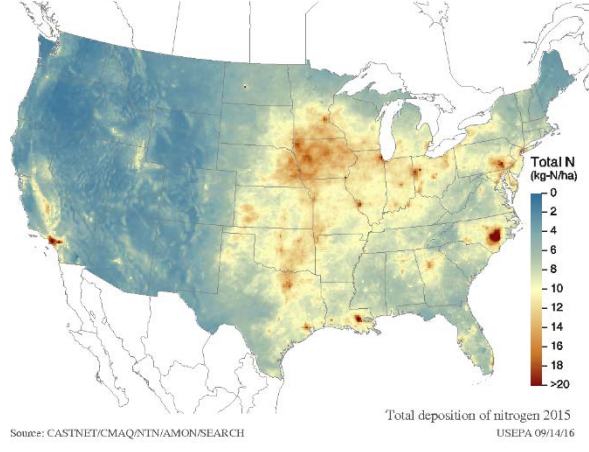 Total N
(kg-N/ha)
0
2
4
6
8
10
12
14
16
18
>20
Total deposition of nitrogen 2015
Source: CASTNET/CMAQ/NTN/AMON/SEARCH
USEPA 09/14/16